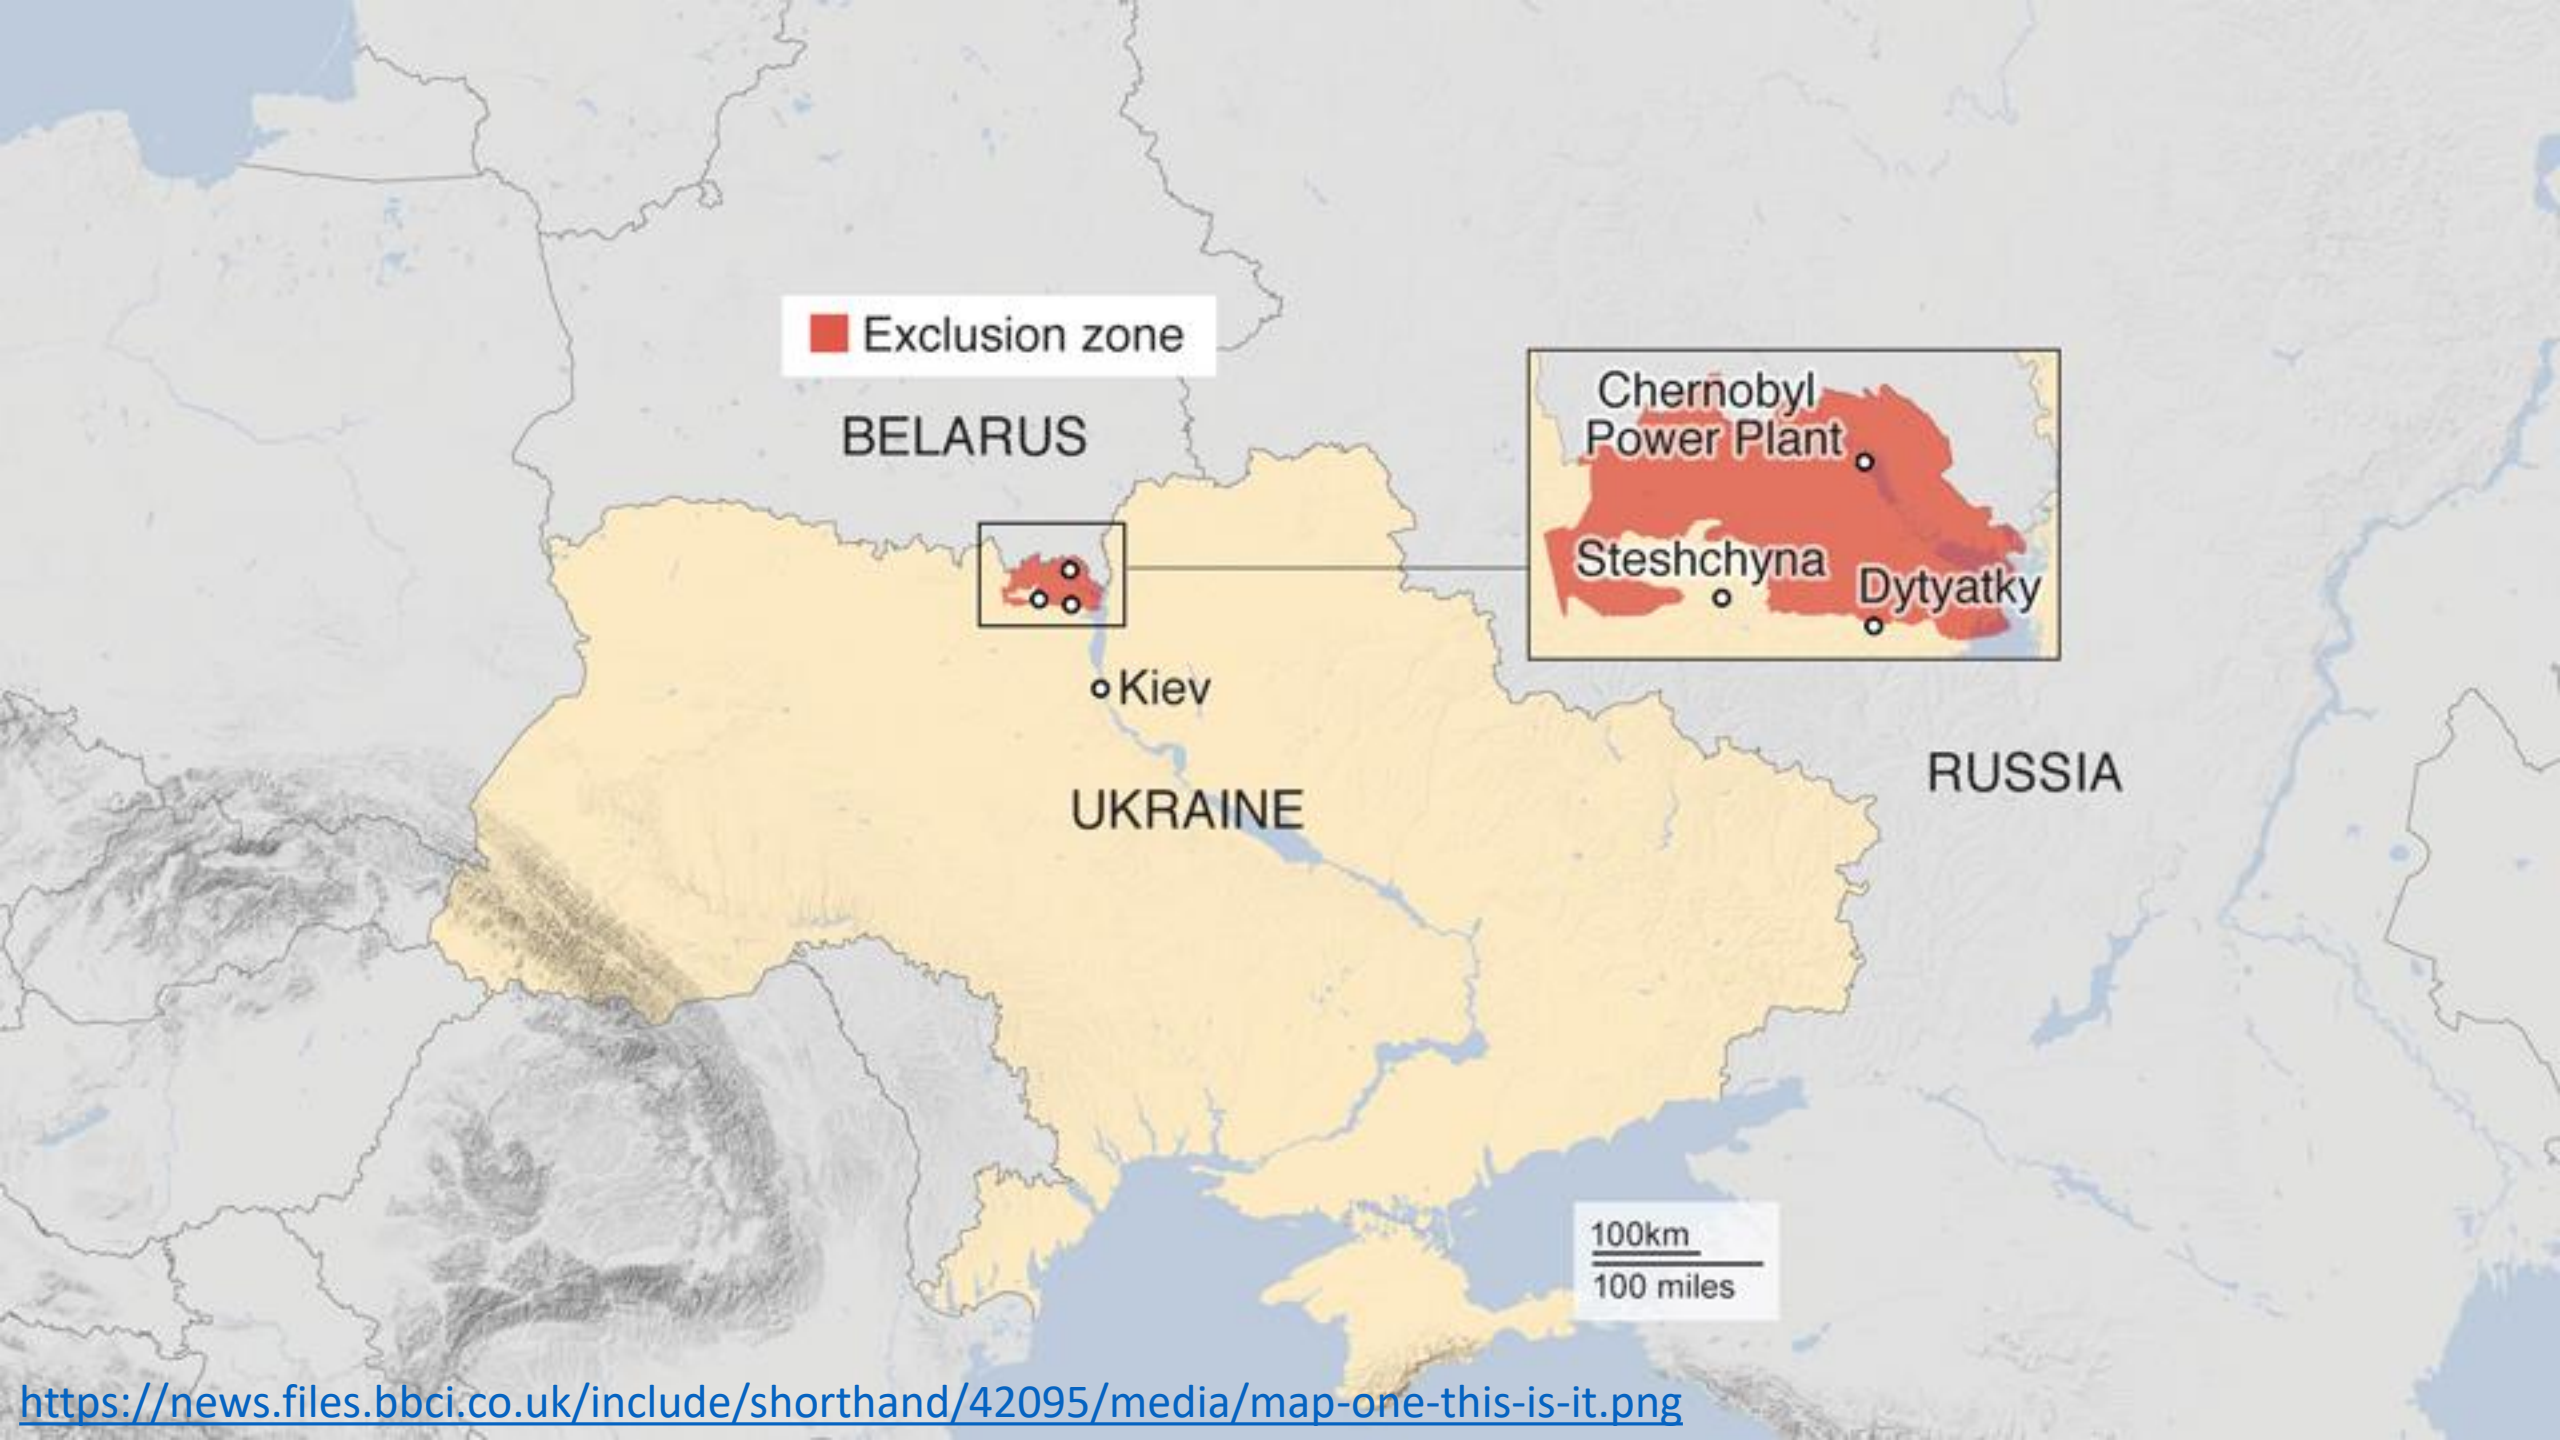 Exclusion zone
BELARUS
Chernobyl
Power Plant
Steshchyna
Dytyatky
Kiev
UKRAINE
RUSSIA
100km
100 miles
https://news.files.bbci.co.uk/include/shorthand/42095/media/map-one-this-is-it.png